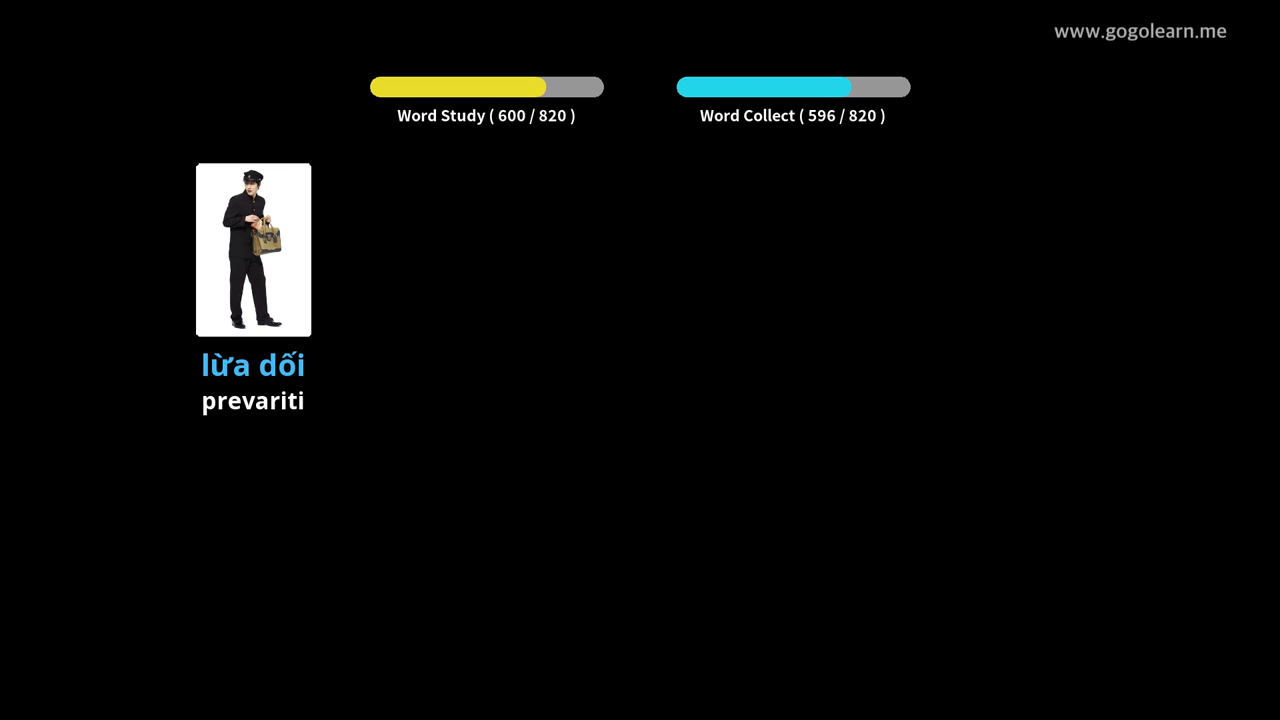 www.gogolearn.me
Word Study ( 600 / 820 )
Word Collect ( 596 / 820 )
lừa dối
prevariti